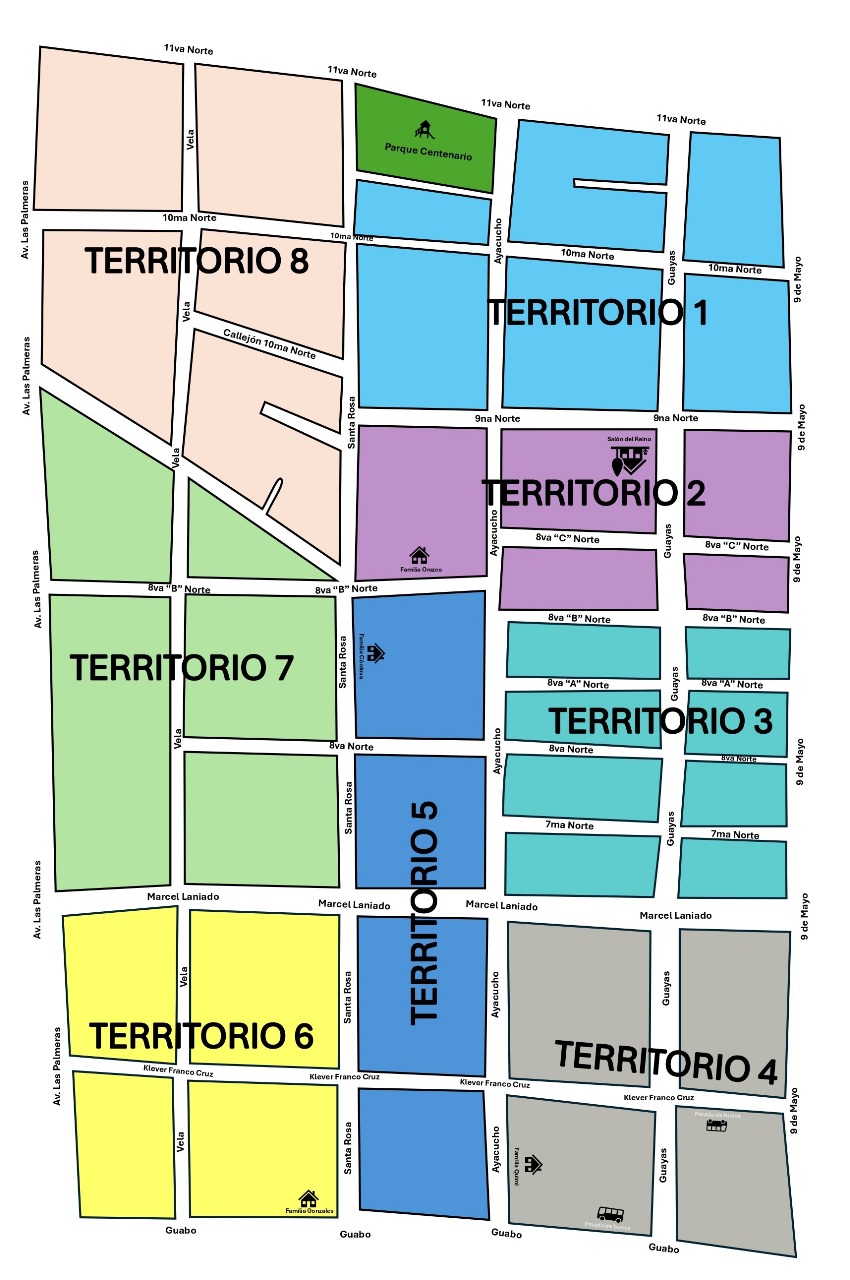 11va Norte
11va Norte
11va Norte
11va Norte
Vela
Parque Centenario
Av. Las Palmeras
10ma Norte
10ma Norte
Ayacucho
10ma Norte
Guayas
10ma Norte
9 de Mayo
TERRITORIO 8
TERRITORIO 1
Vela
Callejón 10ma Norte
Av. Las Palmeras
Santa Rosa
9na Norte
9na Norte
9 de Mayo
Salón del Reino
Vela
TERRITORIO 2
Ayacucho
8va "C" Norte
Guayas
8va "C" Norte
9 de Mayo
Familia Orozco
Av. Las Palmeras
8va "B" Norte
8va "B" Norte
8va "B" Norte
8va "B" Norte
Santa Rosa
Familia Córdova
TERRITORIO 7
8va "A" Norte
Guayas
8va "A" Norte
TERRITORIO 3
Vela
8va Norte
Ayacucho
8va Norte
8va Norte
9 de Mayo
Santa Rosa
7ma Norte
Guayas
7ma Norte
TERRITORIO 5
Av. Las Palmeras
Marcel Laniado
Marcel Laniado
Marcel Laniado
Marcel Laniado
9 de Mayo
Vela
Santa Rosa
Ayacucho
Guayas
TERRITORIO 6
TERRITORIO 4
Av. Las Palmeras
Klever Franco Cruz
Klever Franco Cruz
Klever Franco Cruz
Klever Franco Cruz
9 de Mayo
Parada de buses
Vela
Santa Rosa
Ayacucho
Familia Quimí
Guayas
Familia Gonzales
Parada de buses
Guabo
Guabo
Guabo
Guabo